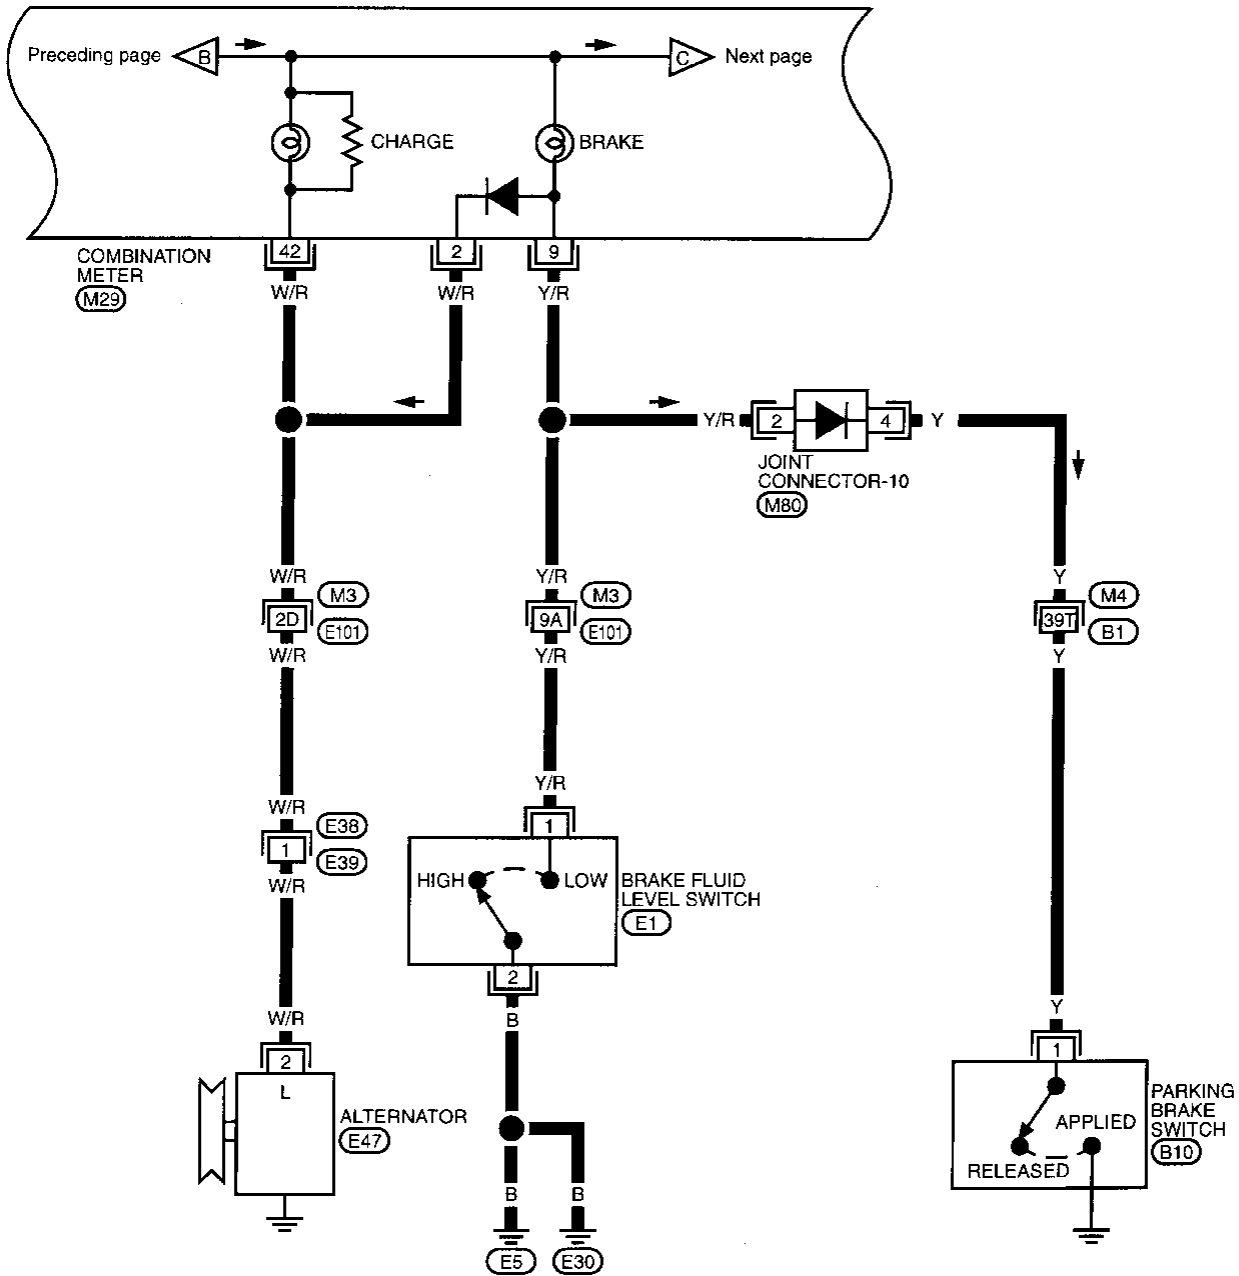 Preceding page
B
C
Next page
CHARGE
BRAKE
42
2
9
COMBINATION
METER
M29
W/R
W/R
Y/R
Y/R
2
4
Y
JOINT
CONNECTOR-10
M80
W/R
Y/R
Y
M3
M3
M4
2D
9A
39T
E101
E101
B1
W/R
Y/R
Y
Y/R
W/R
E38
1
1
E39
HIGH
LOW
BRAKE FLUID
LEVEL SWITCH
E1
W/R
2
Y
W/R
B
2
1
L
ALTERNATOR
E47
PARKING
BRAKE
SWITCH
B10
APPLIED
RELEASED
B
B
E5
E30